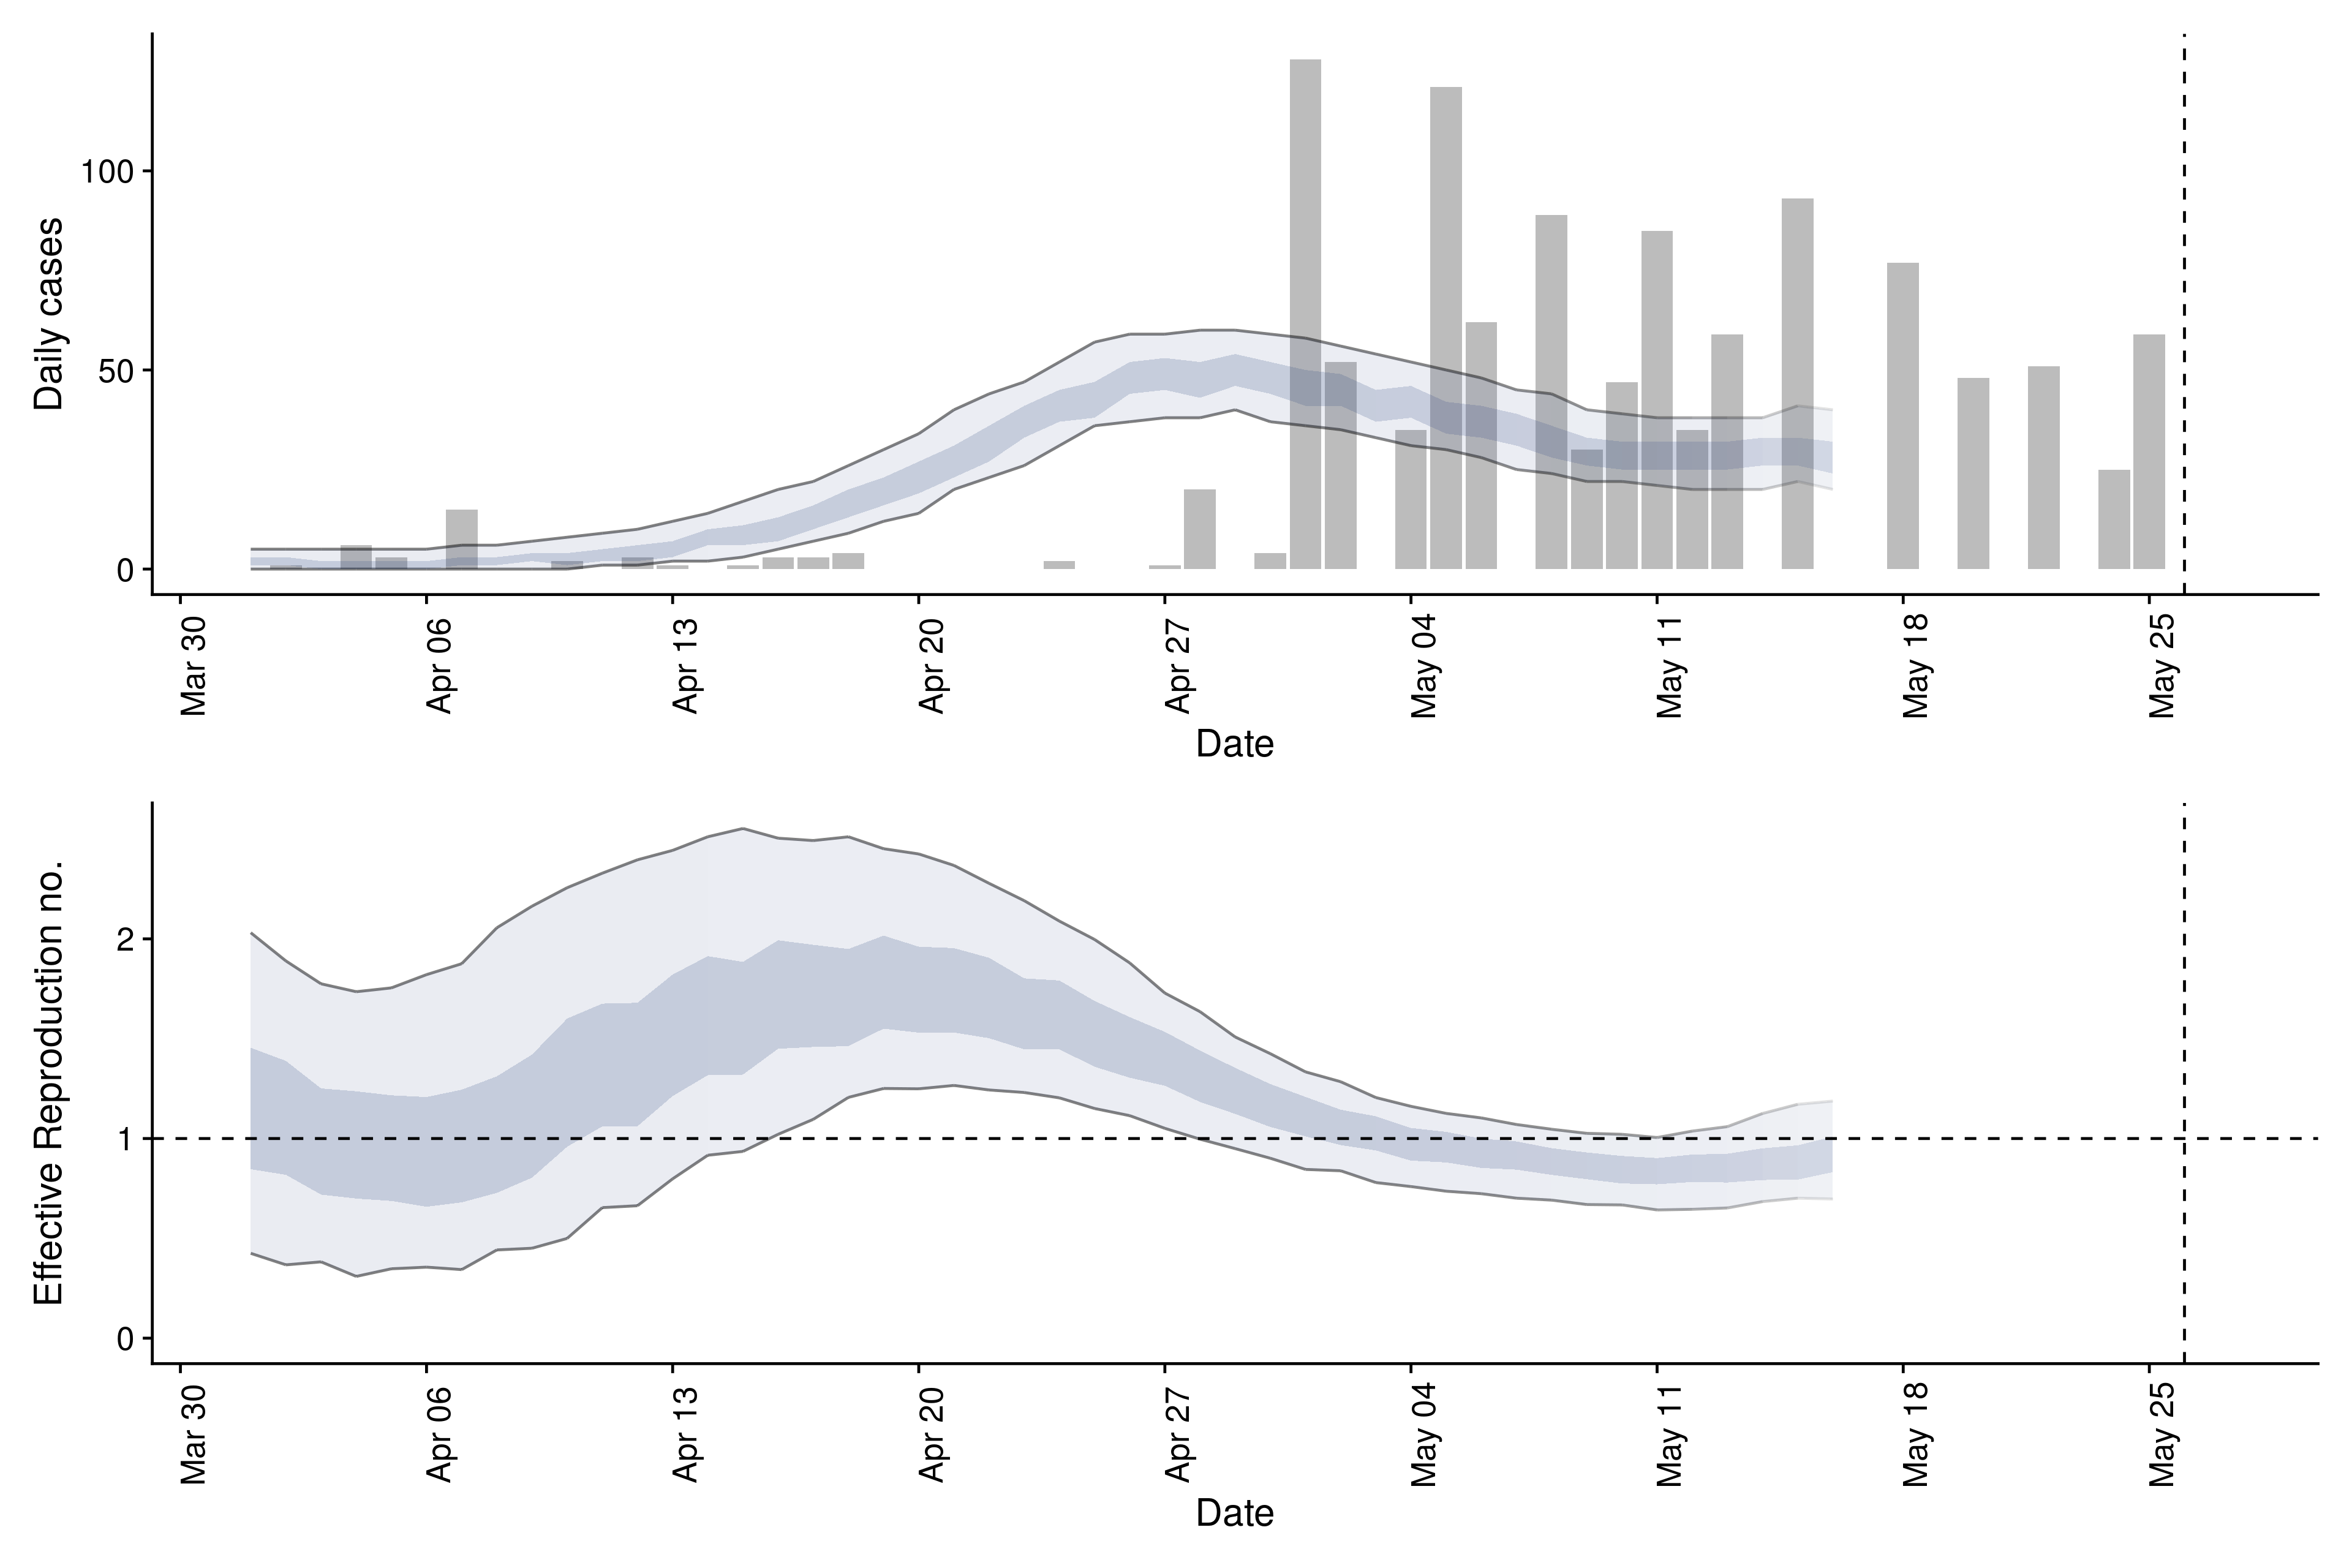 Daily cases
100
50
0
Mar 30
Apr 06
Apr 13
Apr 20
Apr 27
May 04
May 11
May 18
May 25
Date
Effective Reproduction no.
2
1
0
Mar 30
Apr 06
Apr 13
Apr 20
Apr 27
May 04
May 11
May 18
May 25
Date